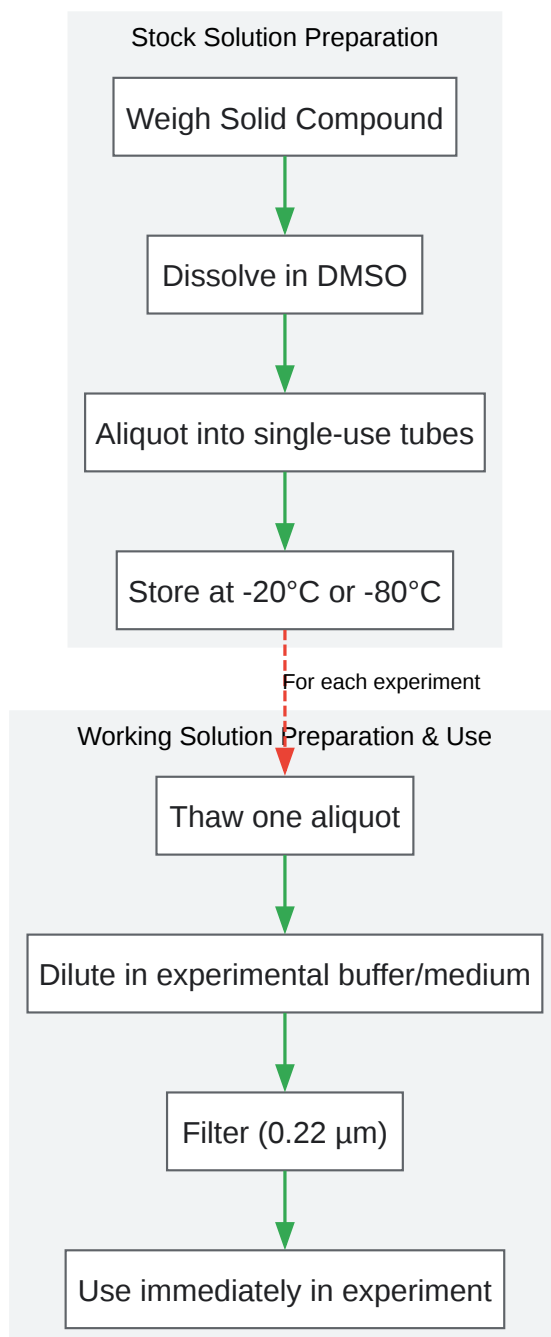 Stock Solution Preparation
Weigh Solid Compound
Dissolve in DMSO
Aliquot into single-use tubes
Store at -20°C or -80°C
For each experiment
Working Solution Preparation & Use
Thaw one aliquot
Dilute in experimental buffer/medium
Filter (0.22 µm)
Use immediately in experiment